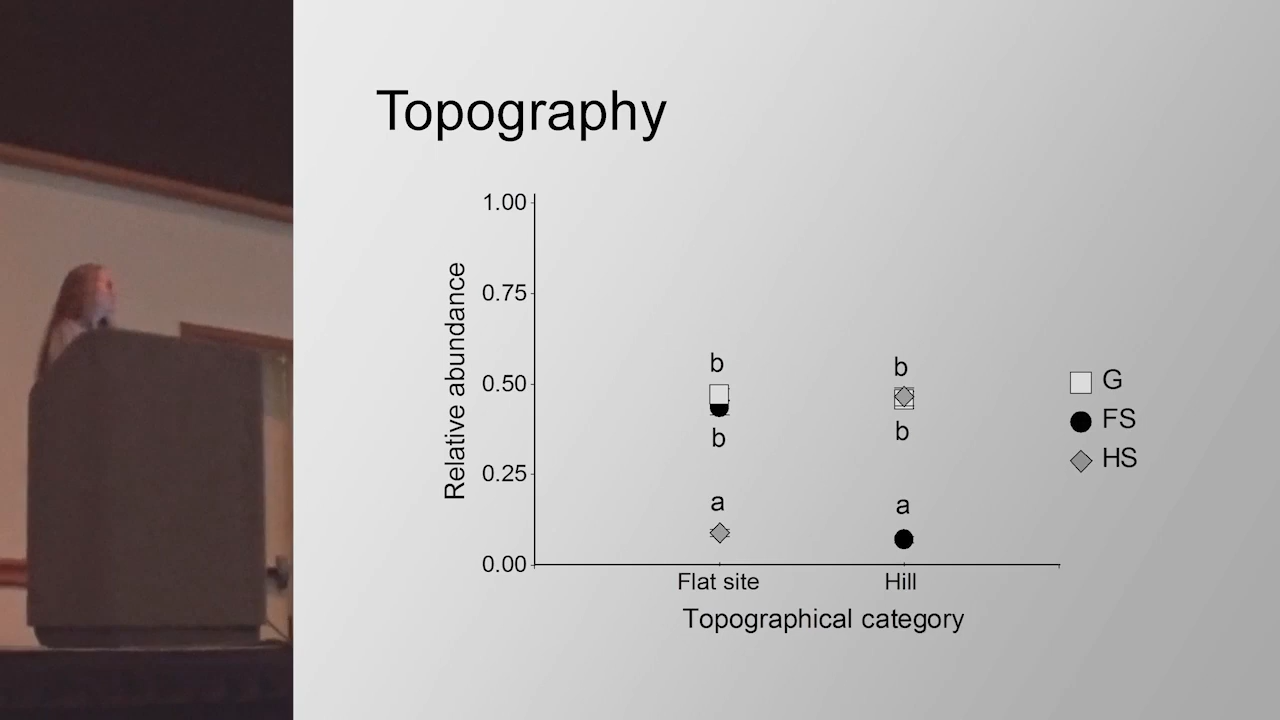 Topography
1.00
0.75
0.50
0.25
0.00
Relative abundance
b
b
a
b
b
a
Flat site
Hill
Topographical category
G
FS
HS